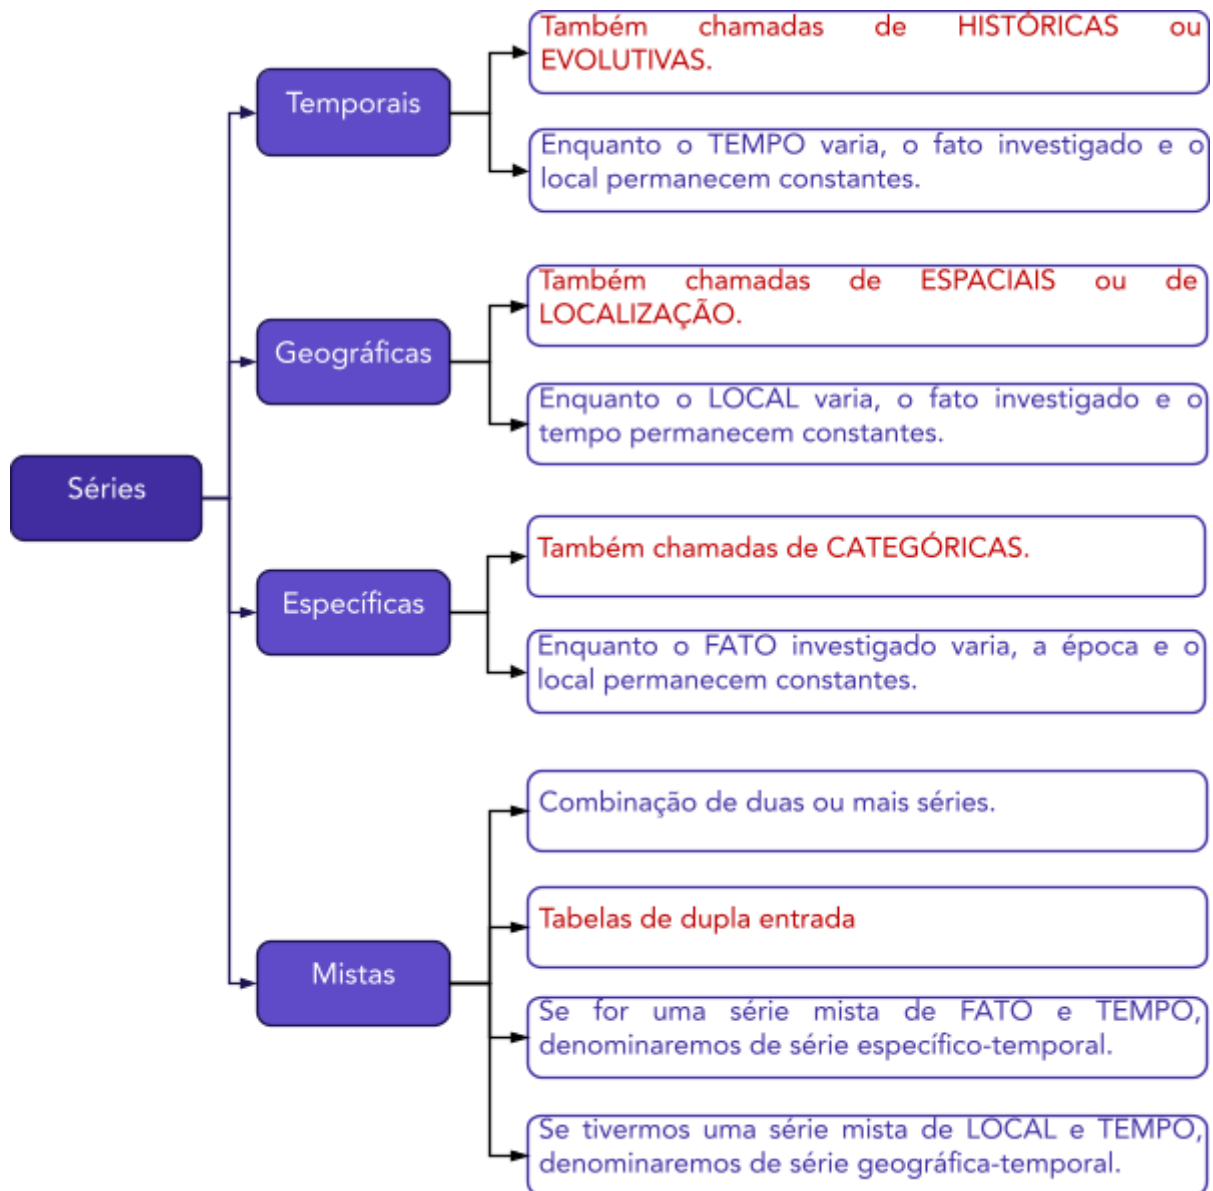 Também chamadas de HISTÓRICAS ou
EVOLUTIVAS.
Temporais
Enquanto o TEMPO varia, o fato investigado e o
local permanecem constantes.
Também chamadas de ESPACIAIS ou de
LOCALIZAÇÃO.
Geográficas
Enquanto o LOCAL varia, o fato investigado e o
tempo permanecem constantes.
Séries
Também chamadas de CATEGÓRICAS.
Específicas
Enquanto o FATO investigado varia, a época e o
local permanecem constantes.
Combinação de duas ou mais séries.
Tabelas de dupla entrada
Mistas
Se for uma série mista de FATO e TEMPO,
denominaremos de série específico-temporal.
Se tivermos uma série mista de LOCAL e TEMPO,
denominaremos de série geográfica-temporal.